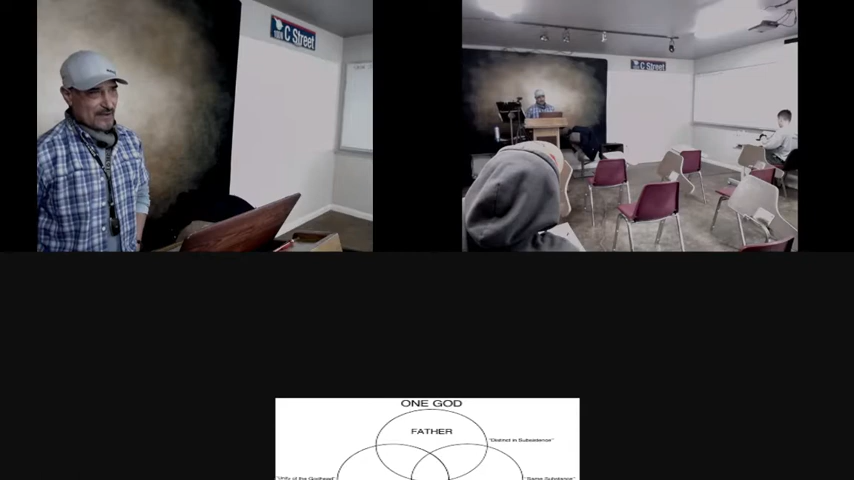 C Street
C Street
ONE GOD
FATHER
"Distinct in Subsistence"
"Unity of the Godhead"
"Same Substance"